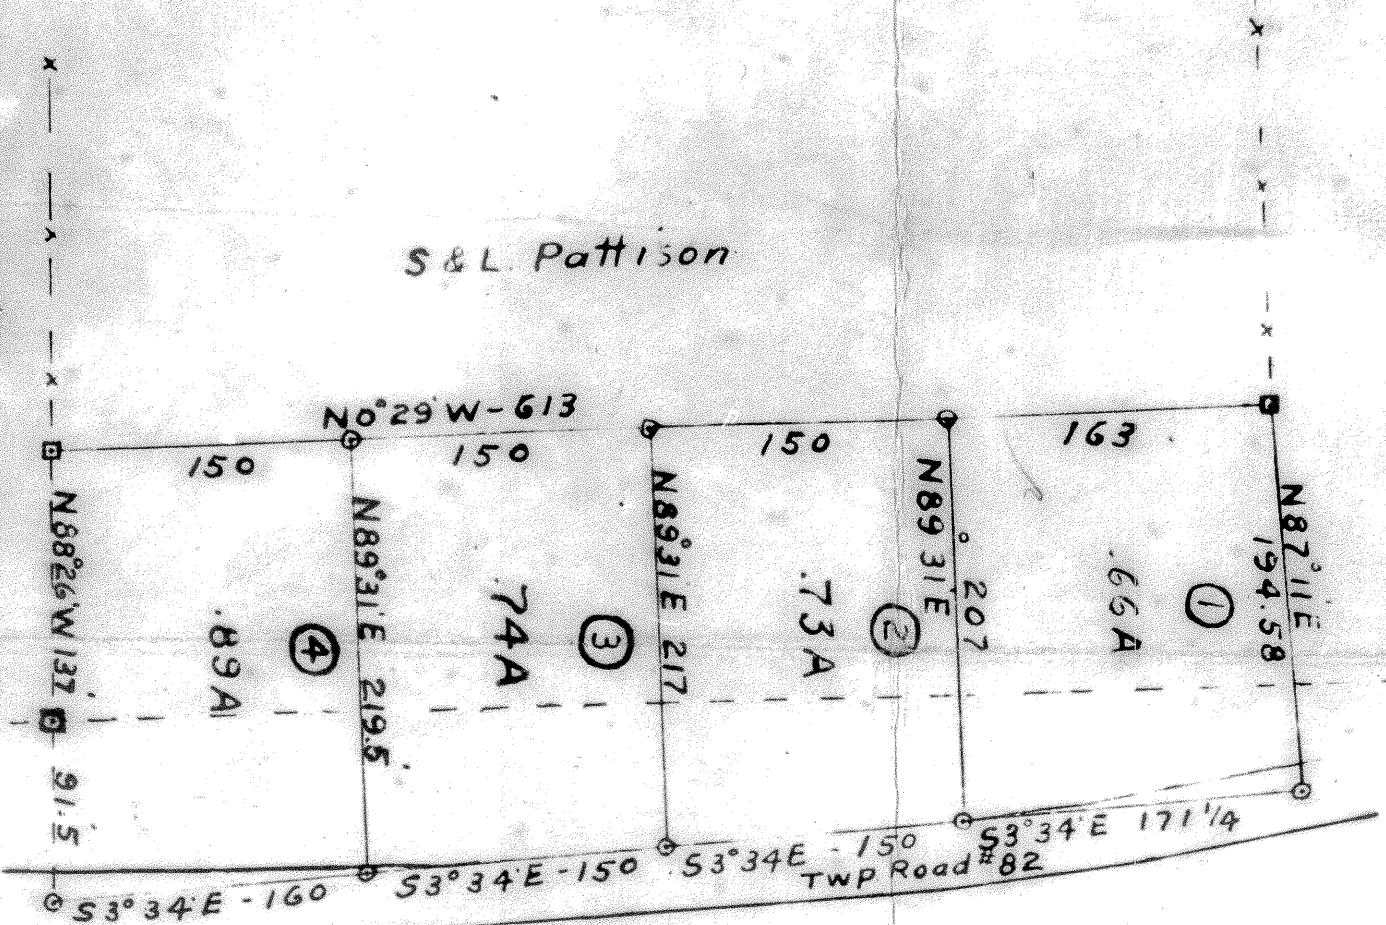 S & L. Pattison
N0°29'W-613
150
150
150
163
N88°26'W 137
91.5
.89A
4
N89°31'E 219.5
.74A
3
N89°31'E 217
.73A
2
N89°31'E 207
.66A
1
N87°11'E
194.58
S3°34'E - 160
S3°34'E - 150
S3°34E - 150
S3°34'E 171 1/4
TWP Road #82